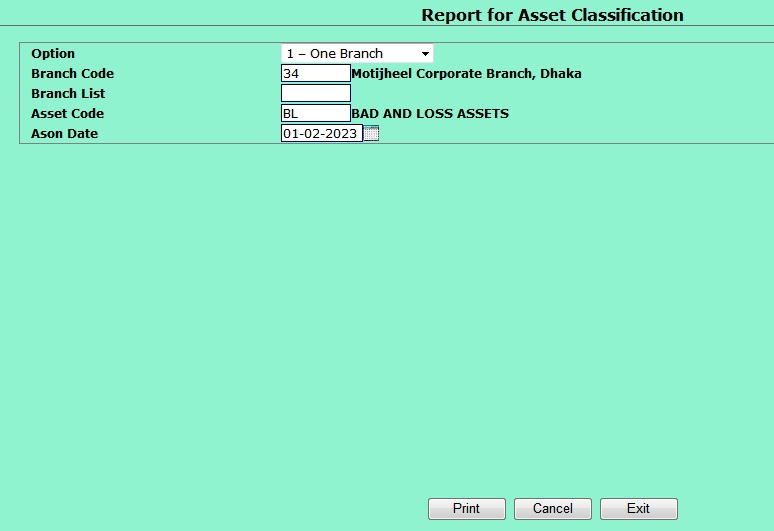 Report for Asset Classification
Option 1 – One Branch
Branch Code 34 Motijheel Corporate Branch, Dhaka
Branch List
Asset Code BL BAD AND LOSS ASSETS
Ason Date 01-02-2023
Print Cancel Exit